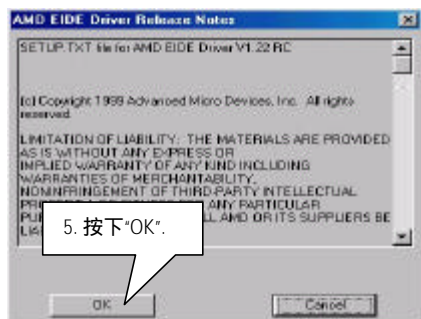 AMD EIDE Driver Release Notes
SETUP.TXT file for AMD EIDE Driver V1.22 RC
(c) Copyright 1999 Advanced Micro Devices, Inc. All rights
reserved.
LIMITATION OF LIABILITY: THE MATERIALS ARE PROVIDED
AS IS WITHOUT ANY EXPRESS OR
IMPLIED WARRANTY OF ANY KIND INCLUDING
WARRANTIES OF MERCHANTABILITY,
NONINFRINGEMENT OF THIRD-PARTY INTELLECTUAL
ANY PARTICULAR
AMD OR ITS SUPPLIERS BE
5. 按下“OK”.
OK
Cancel